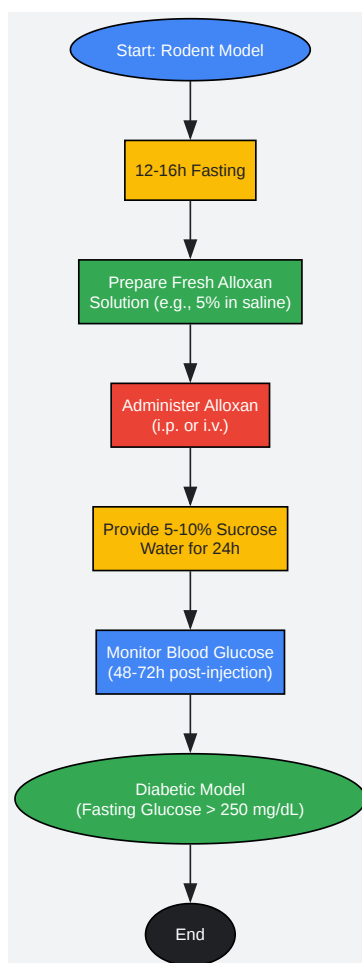 Start: Rodent Model
12-16h Fasting
Prepare Fresh Alloxan
Solution (e.g., 5% in saline)
Administer Alloxan
(i.p. or i.v.)
Provide 5-10% Sucrose
Water for 24h
Monitor Blood Glucose
(48-72h post-injection)
Diabetic Model
(Fasting Glucose > 250 mg/dL)
End